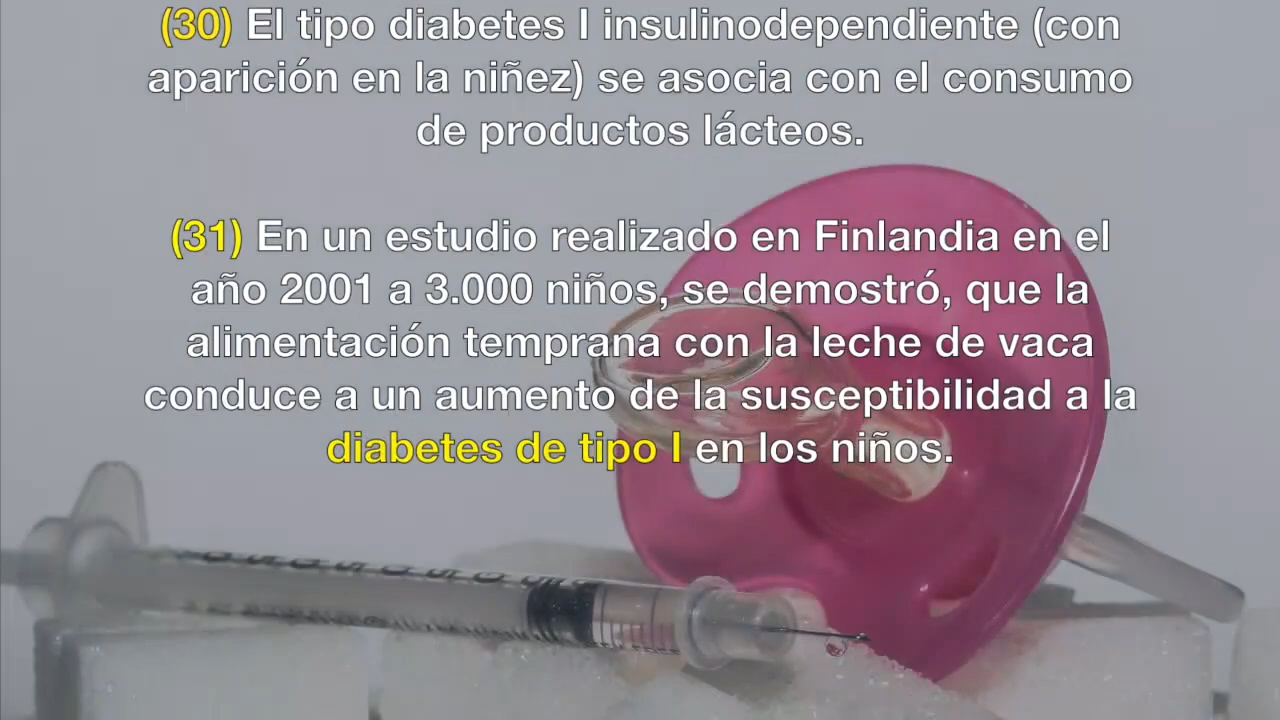 (30) El tipo diabetes I insulinodependiente (con
aparición en la niñez) se asocia con el consumo
de productos lácteos.
(31) En un estudio realizado en Finlandia en el
año 2001 a 3.000 niños, se demostró, que la
alimentación temprana con la leche de vaca
conduce a un aumento de la susceptibilidad a la
diabetes de tipo I en los niños.